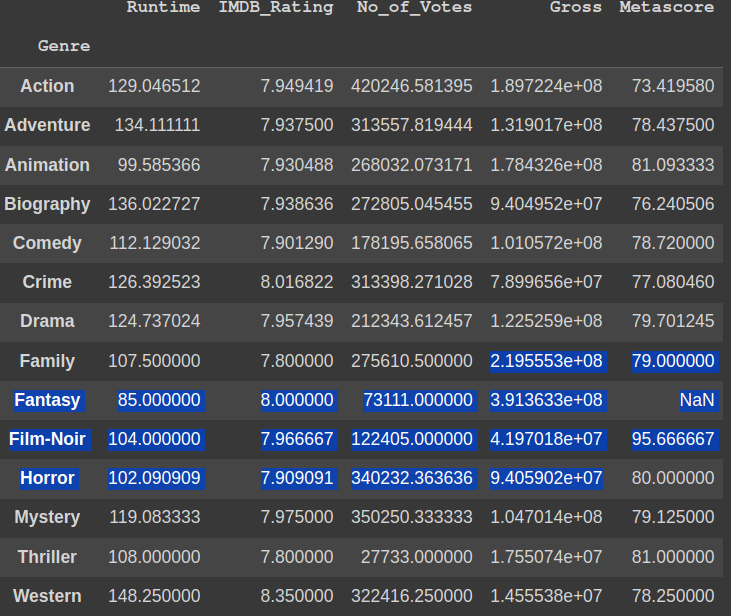 Runtime IMDB_Rating No_of_Votes Gross Metascore
Genre
Action 129.046512 7.949419 420246.581395 1.897224e+08 73.419580
Adventure 134.111111 7.937500 313557.819444 1.319017e+08 78.437500
Animation 99.585366 7.930488 268032.073171 1.784326e+08 81.093333
Biography 136.022727 7.938636 272805.045455 9.404952e+07 76.240506
Comedy 112.129032 7.901290 178195.658065 1.010572e+08 78.720000
Crime 126.392523 8.016822 313398.271028 7.899656e+07 77.080460
Drama 124.737024 7.957439 212343.612457 1.225259e+08 79.701245
Family 107.500000 7.800000 275610.500000 2.195553e+08 79.000000
Fantasy 85.000000 8.000000 73111.000000 3.913633e+08 NaN
Film-Noir 104.000000 7.966667 122405.000000 4.197018e+07 95.666667
Horror 102.090909 7.909091 340232.363636 9.405902e+07 80.000000
Mystery 119.083333 7.975000 350250.333333 1.047014e+08 79.125000
Thriller 108.000000 7.800000 27733.000000 1.755074e+07 81.000000
Western 148.250000 8.350000 322416.250000 1.455538e+07 78.250000